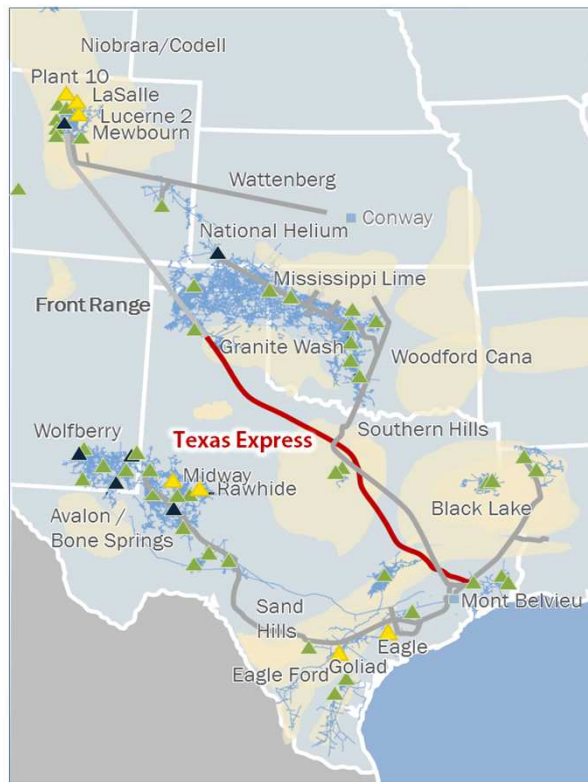 Niobrara/Codell
Plant 10
LaSalle
Lucerne 2
Mewbourn
Wattenberg
Conway
National Helium
Mississippi Lime
Front Range
Granite Wash
Woodford Cana
Texas Express
Southern Hills
Wolfberry
Midway
Rawhide
Black Lake
Avalon /
Bone Springs
Sand
Hills
Mont Belvieu
Eagle
Goliad
Eagle Ford